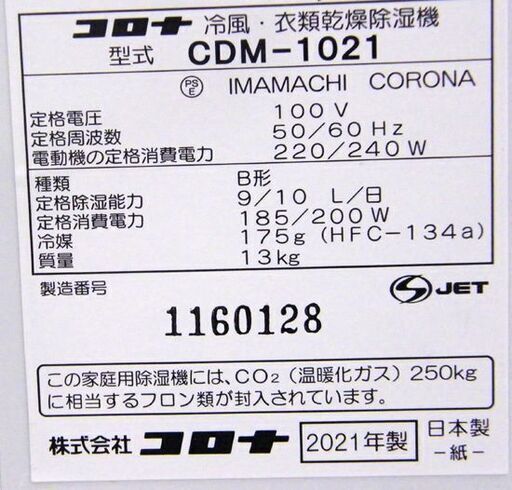 コロナ 冷風・衣類乾燥除湿機
型式 CDM-1021
PSE IMAMACHI CORONA
定格電圧 100V
定格周波数 50/60 Hz
電動機の定格消費電力 220/240 W
種類 B形
定格除湿能力 9/10 L/日
定格消費電力 185/200 W
冷媒 175g (HFC-134a)
質量 13kg
製造番号 JET
1160128
この家庭用除湿機には、CO2（温暖化ガス）250kg
に相当するフロン類が封入されています。
株式会社 コロナ 2021年製 日本製
-紙-